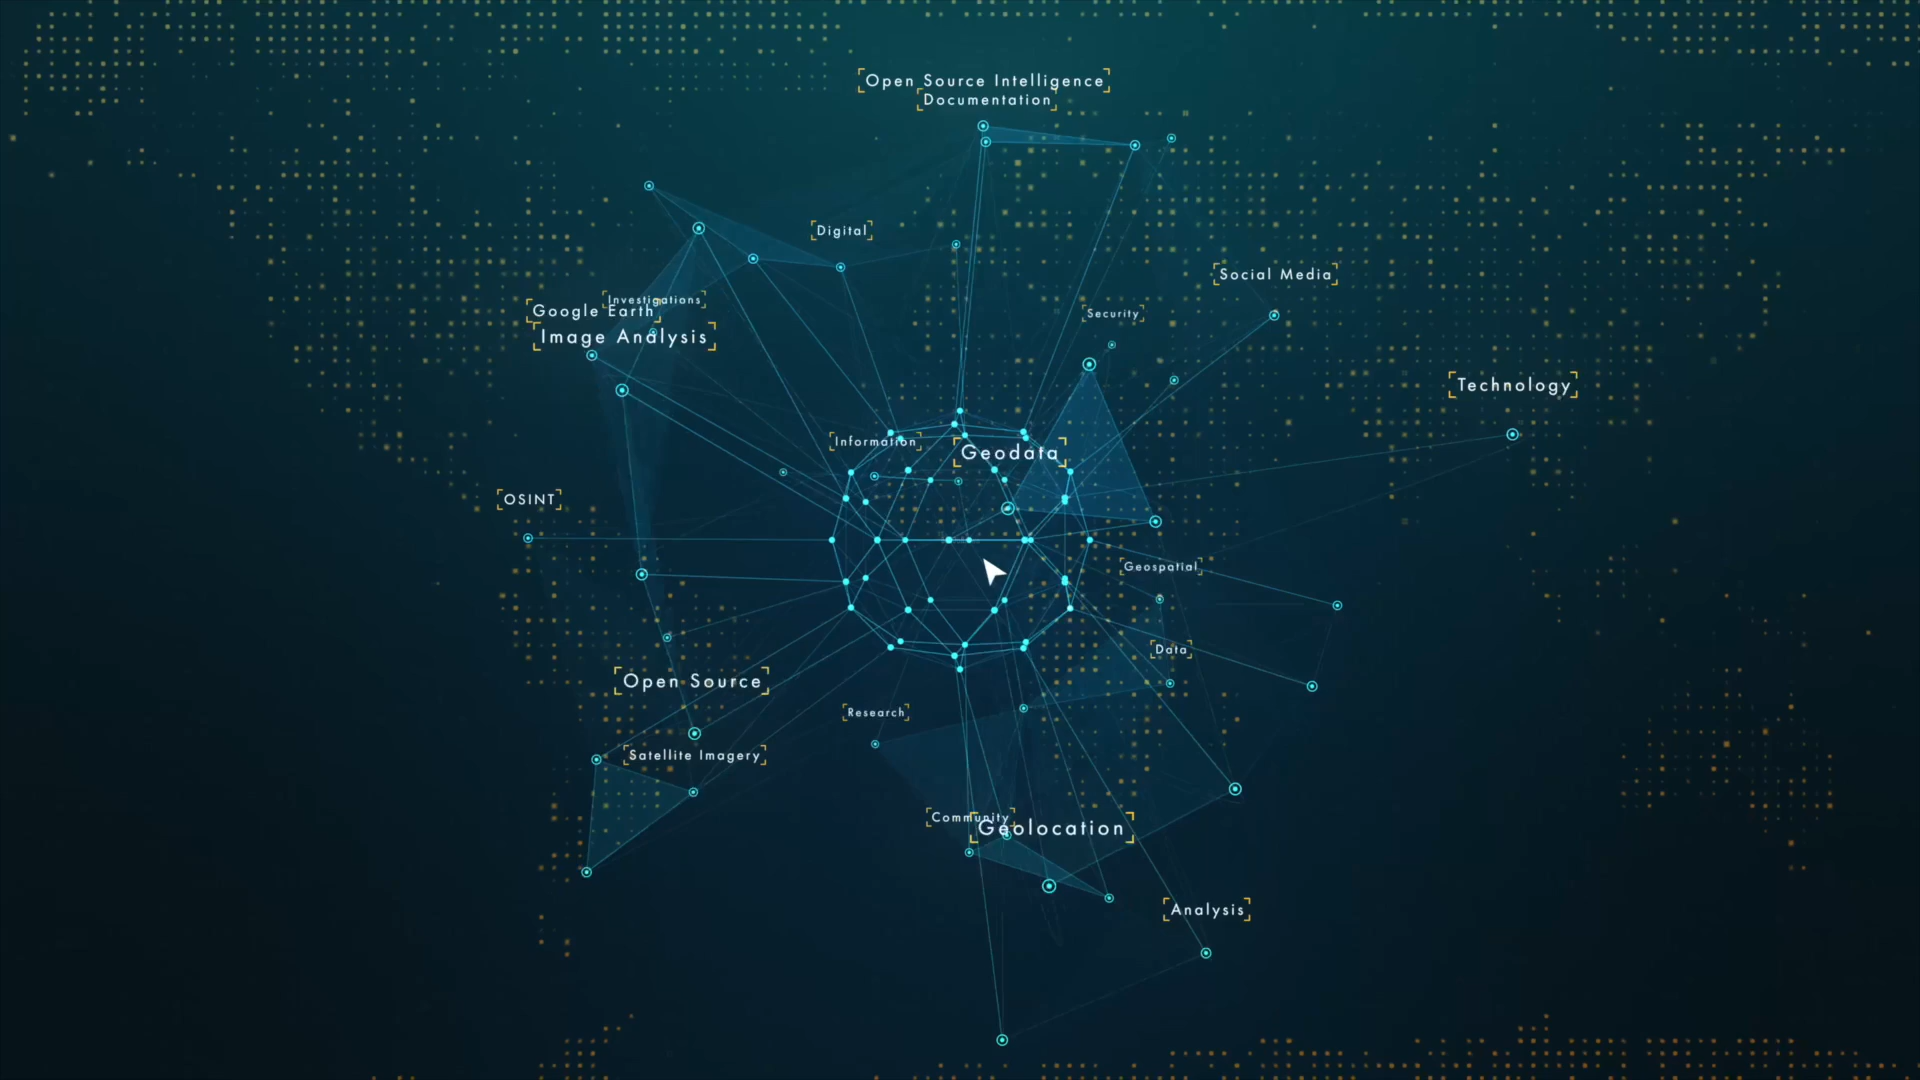 Open Source Intelligence
Documentation
Digital
Social Media
Investigations
Google Earth
Security
Image Analysis
Technology
Information
Geodata
OSINT
Geospatial
Data
Open Source
Research
Satellite Imagery
Community
Geolocation
Analysis